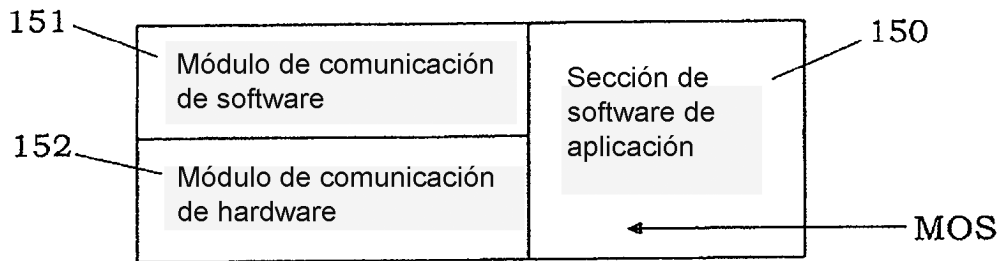 151
Módulo de comunicación
de software
150
Sección de
software de
aplicación
152
Módulo de comunicación
de hardware
MOS